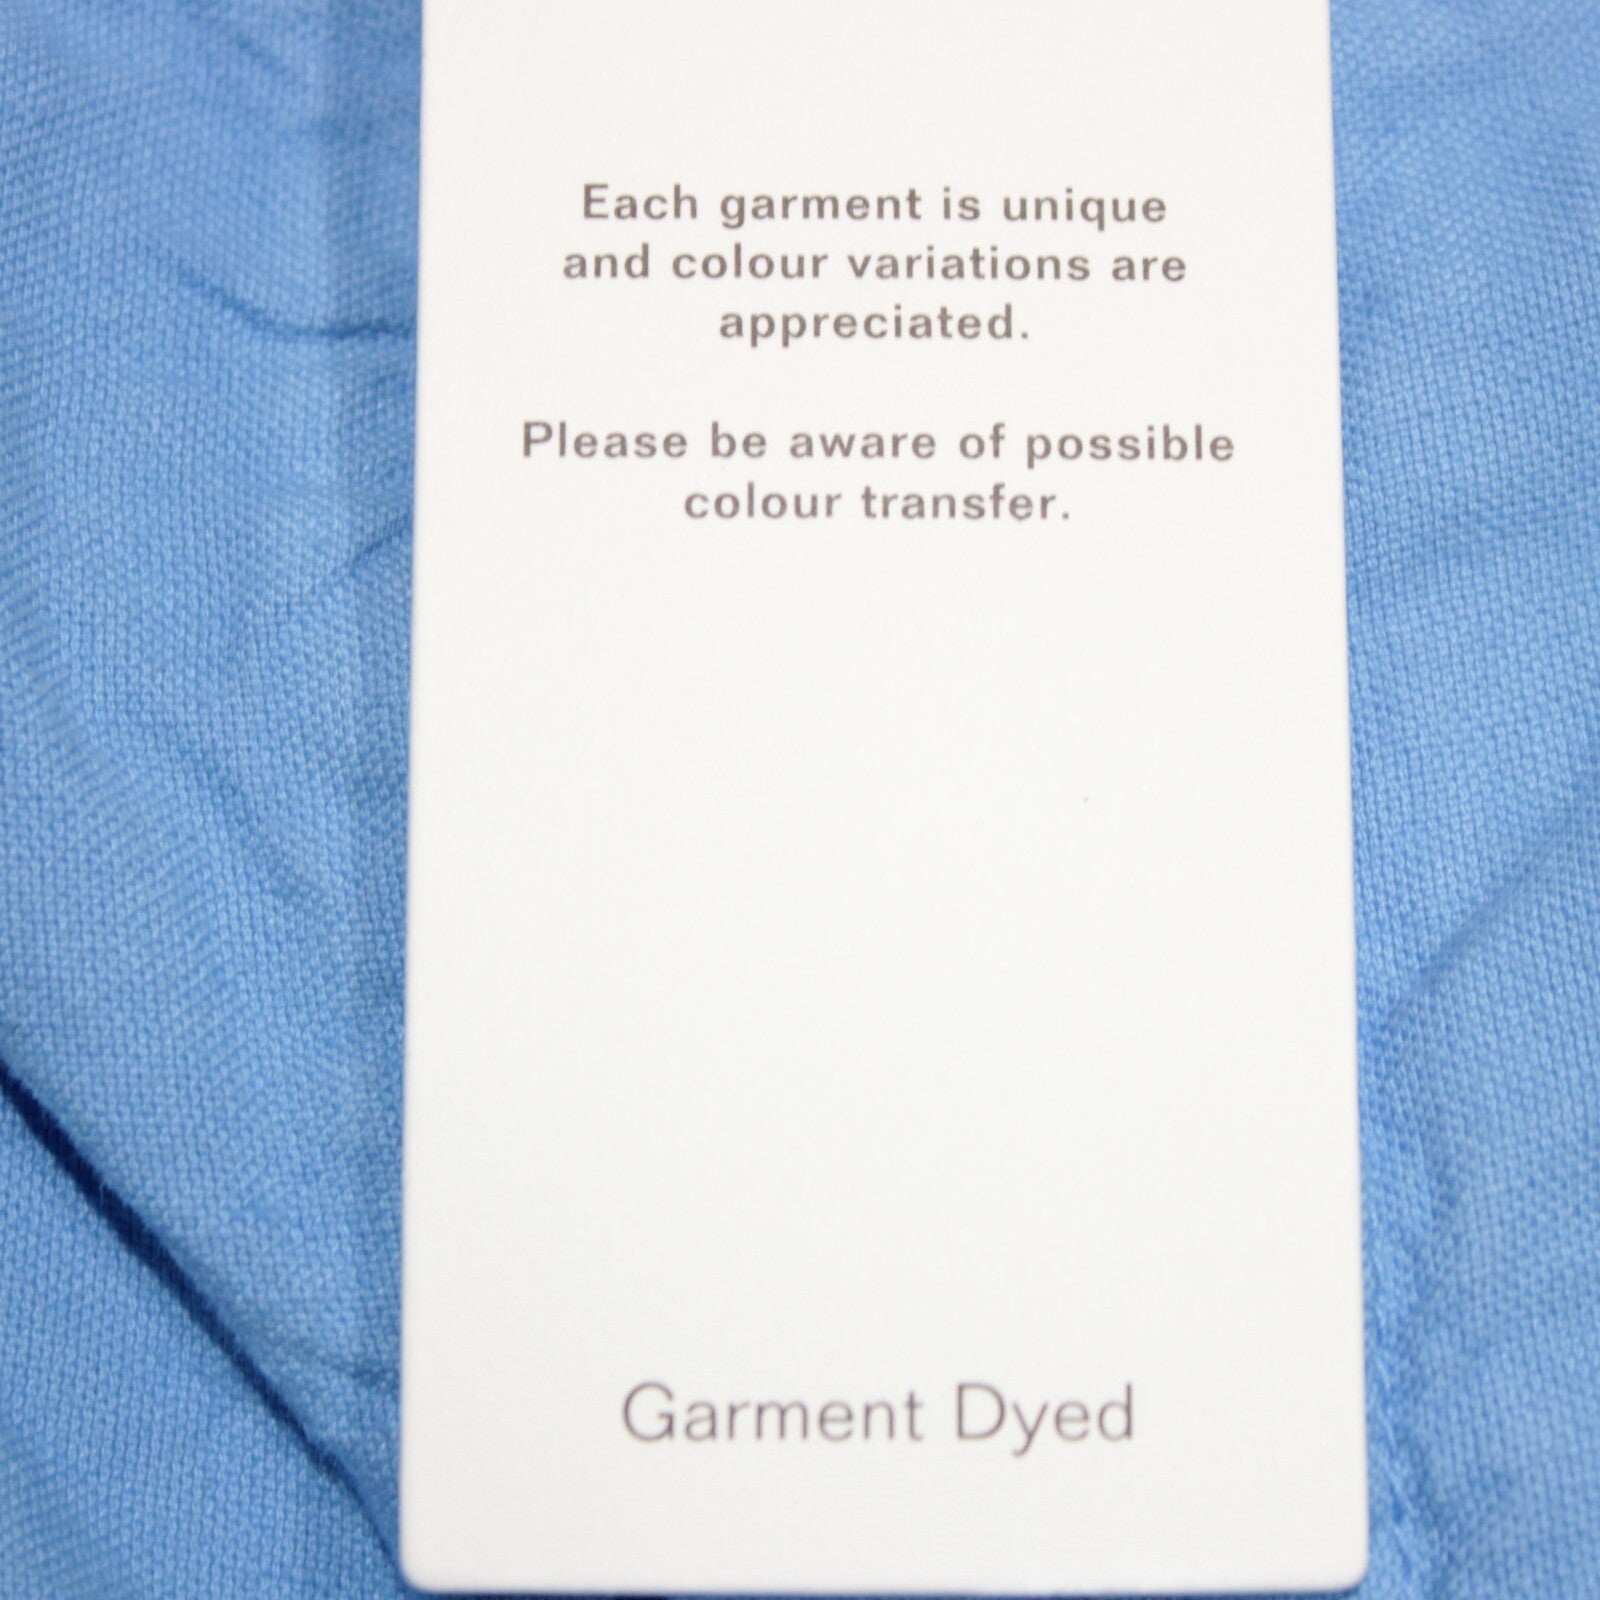 Each garment is unique
and colour variations are
appreciated.
Please be aware of possible
colour transfer.
Garment Dyed